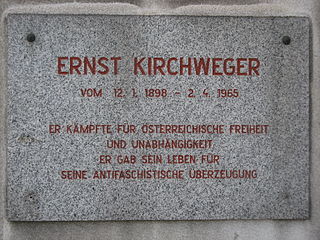 ERNST KIRCHWEGER
VOM 12. 1. 1898 – 2. 4. 1965
ER KÄMPFTE FÜR ÖSTERREICHISCHE FREIHEIT
UND UNABHÄNGIGKEIT
ER GAB SEIN LEBEN FÜR
SEINE ANTIFASCHISTISCHE ÜBERZEUGUNG